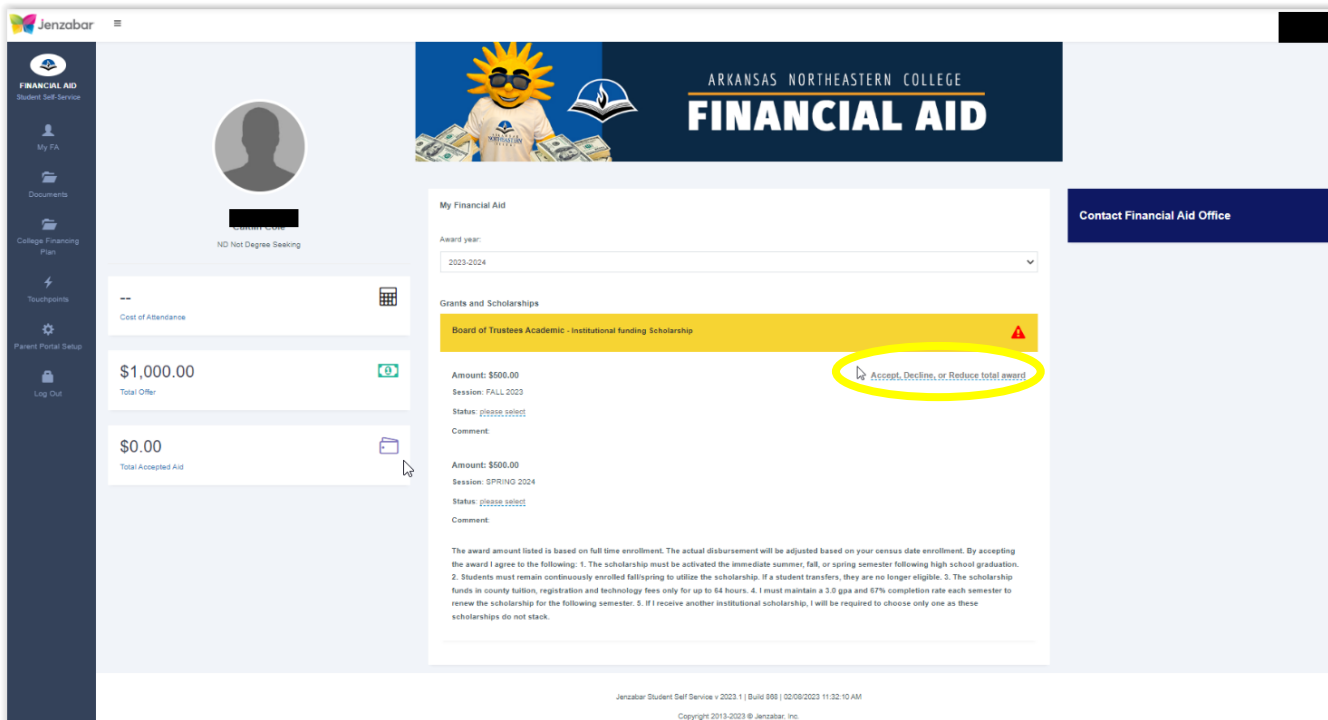 Jenzabar
FINANCIAL AID
Student Self-Service
My FA
Documents
College Financing
Plan
Touchpoints
Parent Portal Setup
Log Out
ND Not Degree Seeking
--
Cost of Attendance
$1,000.00
Total Offer
$0.00
Total Accepted Aid
ARKANSAS NORTHEASTERN COLLEGE
FINANCIAL AID
My Financial Aid
Award year:
2023-2024
Grants and Scholarships
Board of Trustees Academic - Institutional funding Scholarship
Amount: $500.00
Accept, Decline, or Reduce total award
Session: FALL 2023
Status: please select
Comment:
Amount: $500.00
Session: SPRING 2024
Status: please select
Comment:
The award amount listed is based on full time enrollment. The actual disbursement will be adjusted based on your census date enrollment. By accepting
the award I agree to the following: 1. The scholarship must be activated the immediate summer, fall, or spring semester following high school graduation.
2. Students must remain continuously enrolled fall/spring to utilize the scholarship. If a student transfers, they are no longer eligible. 3. The scholarship
funds in county tuition, registration and technology fees only for up to 64 hours. 4. I must maintain a 3.0 gpa and 67% completion rate each semester to
renew the scholarship for the following semester. 5. If I receive another institutional scholarship, I will be required to choose only one as these
scholarships do not stack.
Contact Financial Aid Office
Jenzabar Student Self Service v 2023.1 | Build 868 | 02/08/2023 11:32:10 AM
Copyright 2013-2023 © Jenzabar, Inc.